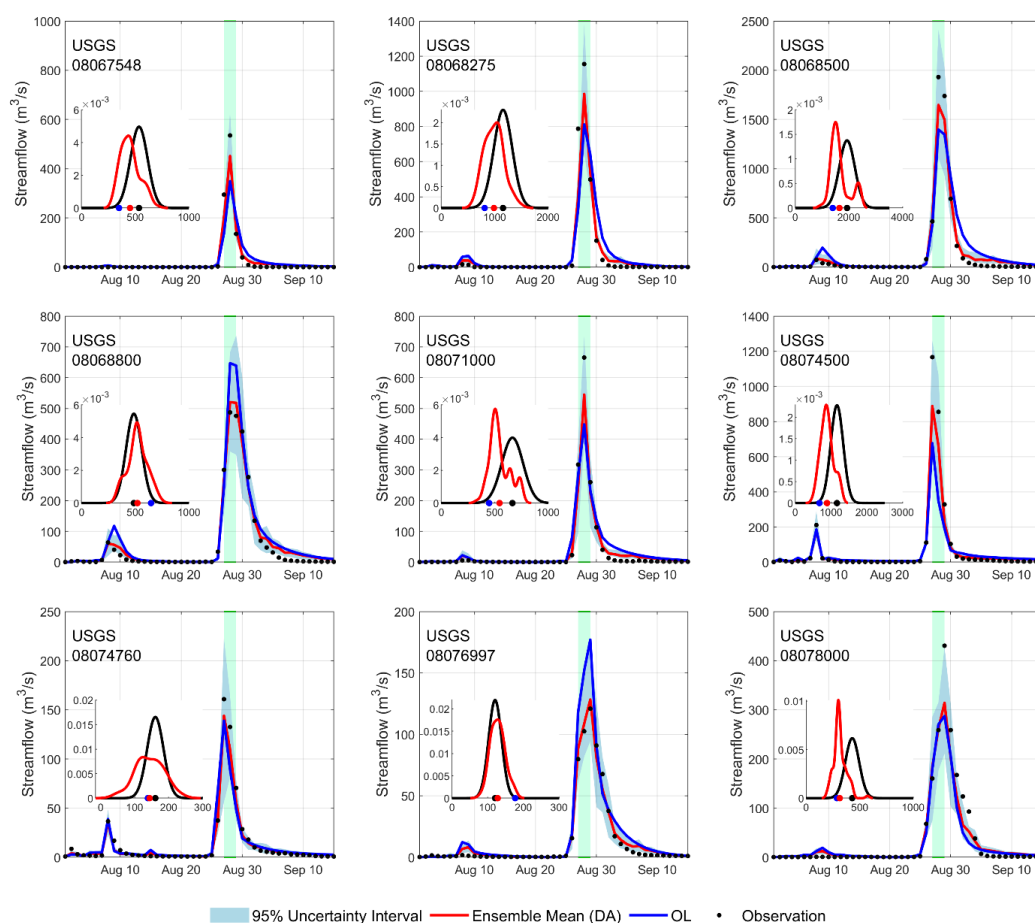 USGS
08067548
Streamflow (m³/s)
1000
800
600
400
200
0
Aug 10
Aug 20
Aug 30
Sep 10
×10⁻³
6
4
2
0
0
500
1000
USGS
08068275
Streamflow (m³/s)
1400
1200
1000
800
600
400
200
0
Aug 10
Aug 20
Aug 30
Sep 10
×10⁻³
2
1.5
1
0.5
0
0
1000
2000
USGS
08068500
Streamflow (m³/s)
2500
2000
1500
1000
500
0
Aug 10
Aug 20
Aug 30
Sep 10
×10⁻³
2
1.5
1
0.5
0
0
2000
4000
USGS
08068800
Streamflow (m³/s)
800
700
600
500
400
300
200
100
0
Aug 10
Aug 20
Aug 30
Sep 10
×10⁻³
6
4
2
0
0
500
1000
USGS
08071000
Streamflow (m³/s)
800
700
600
500
400
300
200
100
0
Aug 10
Aug 20
Aug 30
Sep 10
×10⁻³
6
4
2
0
0
500
1000
USGS
08074500
Streamflow (m³/s)
1400
1200
1000
800
600
400
200
0
Aug 10
Aug 20
Aug 30
Sep 10
×10⁻³
2
1.5
1
0.5
0
0
1000
2000
3000
USGS
08074760
Streamflow (m³/s)
250
200
150
100
50
0
Aug 10
Aug 20
Aug 30
Sep 10
0.02
0.015
0.01
0.005
0
0
100
200
300
USGS
08076997
Streamflow (m³/s)
200
150
100
50
0
Aug 10
Aug 20
Aug 30
Sep 10
0.02
0.015
0.01
0.005
0
0
100
200
300
USGS
08078000
Streamflow (m³/s)
500
400
300
200
100
0
Aug 10
Aug 20
Aug 30
Sep 10
0.01
0.005
0
0
500
1000
95% Uncertainty Interval
Ensemble Mean (DA)
OL
Observation